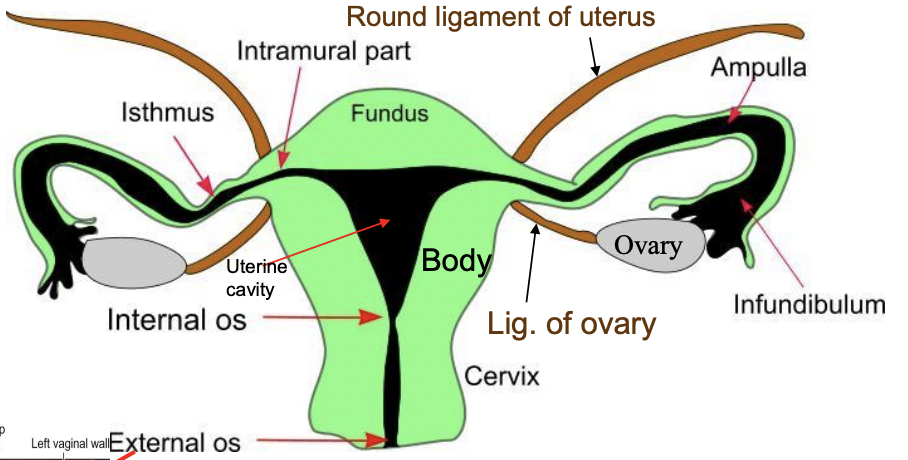 Round ligament of uterus
Intramural part
Ampulla
Isthmus
Fundus
Ovary
Uterine
cavity
Body
Infundibulum
Internal os
Lig. of ovary
Cervix
p
Left vaginal wall
External os